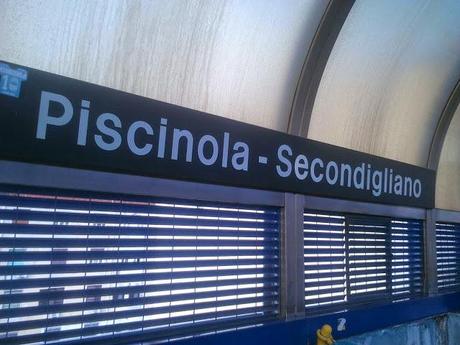 Piscinola - Secondigliano